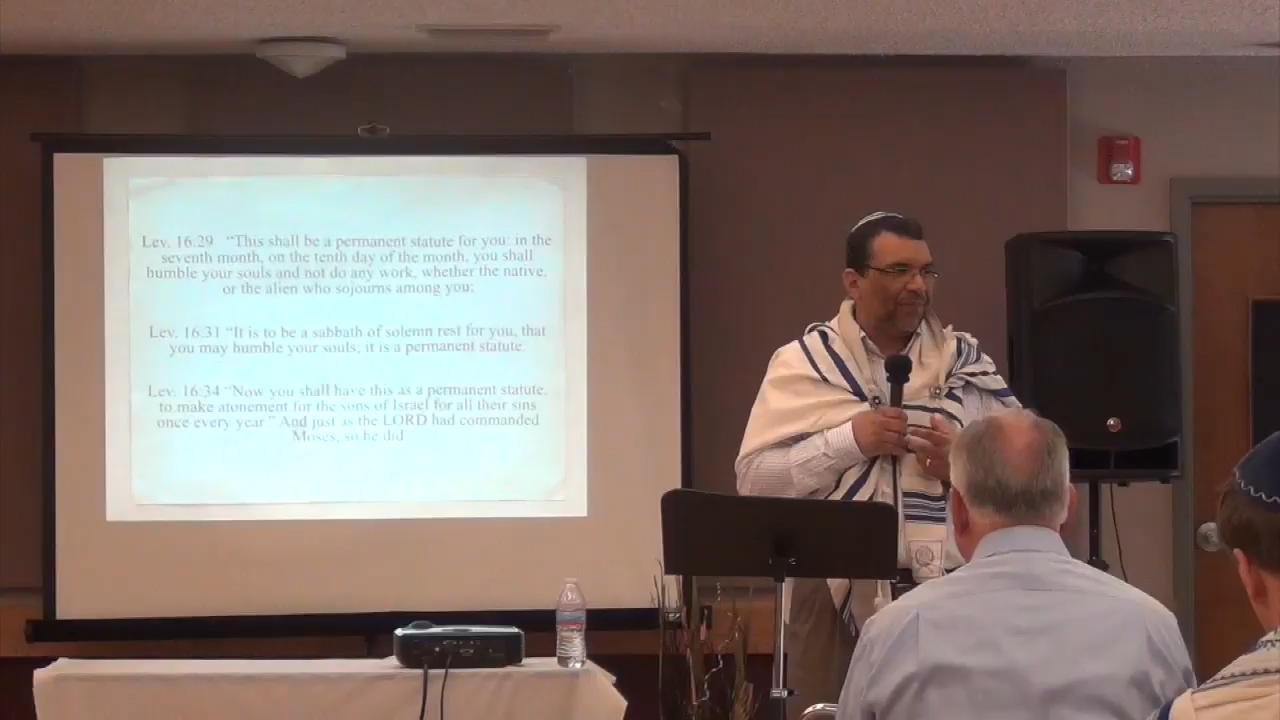 Lev. 16:29 "This shall be a permanent statute for you: in the
seventh month, on the tenth day of the month, you shall
humble your souls and not do any work, whether the native,
or the alien who sojourns among you;
Lev. 16:31 "It is to be a sabbath of solemn rest for you, that
you may humble your souls; it is a permanent statute.
Lev. 16:34 "Now you shall have this as a permanent statute,
to make atonement for the sons of Israel for all their sins
once every year." And just as the LORD had commanded
Moses, so he did